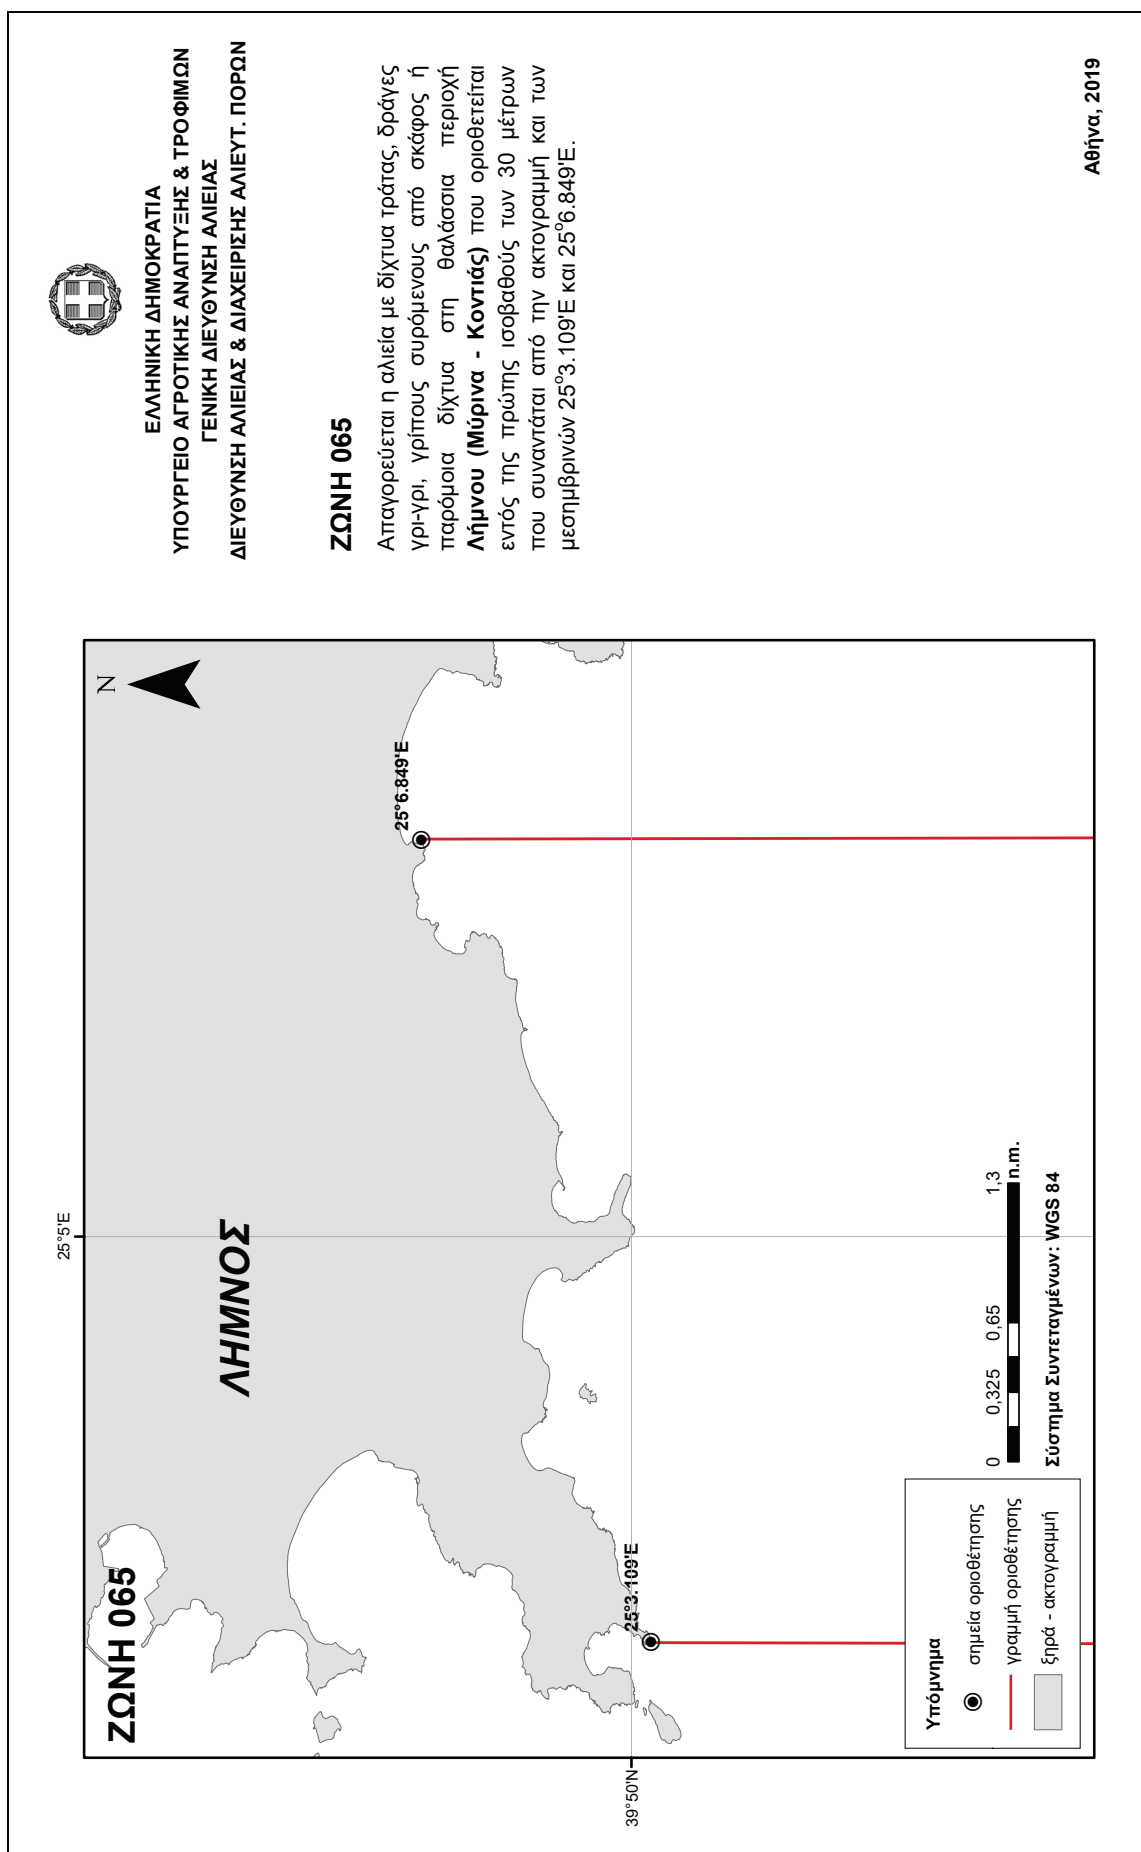 ΕΛΛΗΝΙΚΗ ΔΗΜΟΚΡΑΤΙΑ
ΥΠΟΥΡΓΕΙΟ ΑΓΡΟΤΙΚΗΣ ΑΝΑΠΤΥΞΗΣ & ΤΡΟΦΙΜΩΝ
ΓΕΝΙΚΗ ΔΙΕΥΘΥΝΣΗ ΑΛΙΕΙΑΣ
ΔΙΕΥΘΥΝΣΗ ΑΛΙΕΙΑΣ & ΔΙΑΧΕΙΡΙΣΗΣ ΑΛΙΕΥΤ. ΠΟΡΩΝ
ΖΩΝΗ 065
Απαγορεύεται η αλιεία με δίχτυα τράτας, δράγες
γρι-γρι, γρίπους συρόμενους από σκάφος ή
παρόμοια δίχτυα στη θαλάσσια περιοχή
Λήμνου (Μύρινα - Κοντιάς) που οριοθετείται
εντός της πρώτης ισοβαθούς των 30 μέτρων
που συναντάται από την ακτογραμμή και των
μεσημβρινών 25°3.109'Ε και 25°6.849'Ε.
Αθήνα, 2019
ΖΩΝΗ 065
N
25°5'E
39°50'N
ΛΗΜΝΟΣ
25°6.849'E
25°3.109'E
Υπόμνημα
σημεία οριοθέτησης
γραμμή οριοθέτησης
ξηρά - ακτογραμμή
0 0,325 0,65 1,3
n.m.
Σύστημα Συντεταγμένων: WGS 84